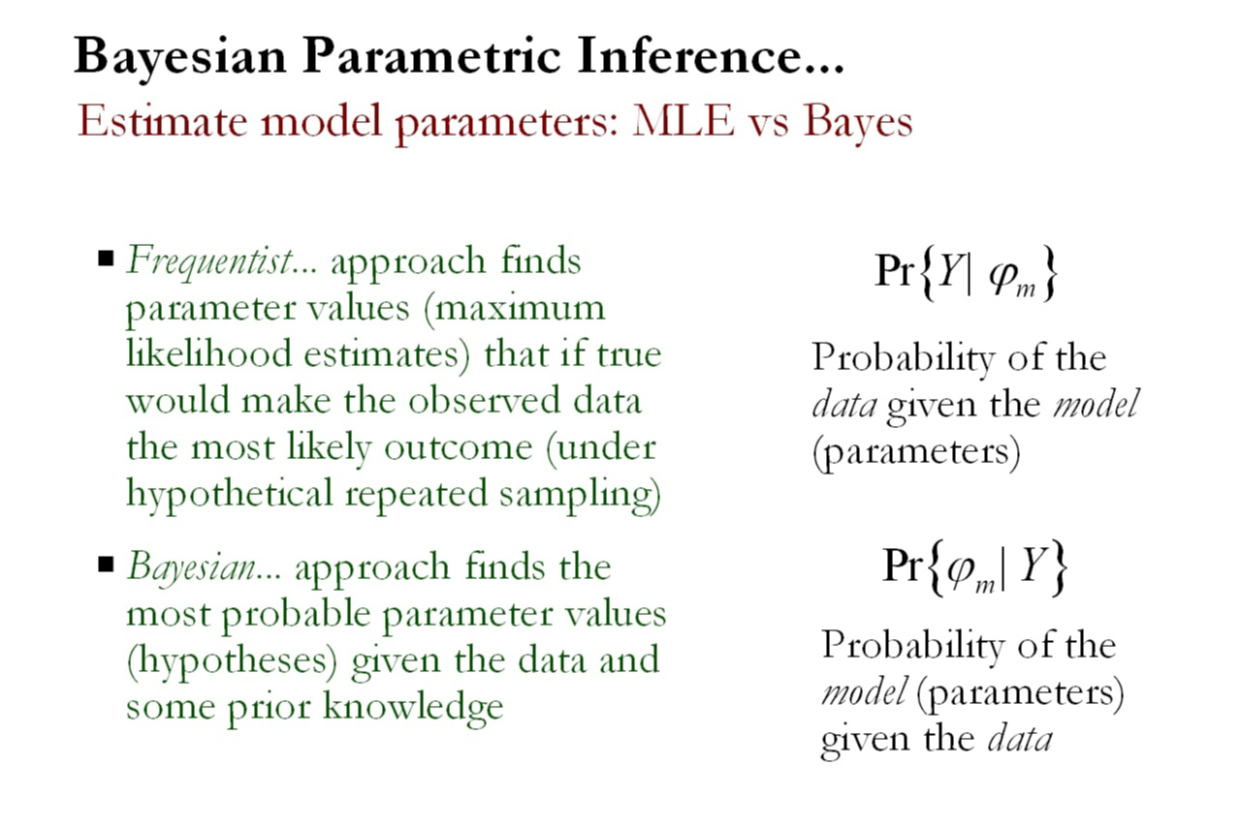 Bayesian Parametric Inference...
Estimate model parameters: MLE vs Bayes
▪ Frequentist... approach finds
parameter values (maximum
likelihood estimates) that if true
would make the observed data
the most likely outcome (under
hypothetical repeated sampling)
Pr{Y| φm}
Probability of the
data given the model
(parameters)
▪ Bayesian... approach finds the
most probable parameter values
(hypotheses) given the data and
some prior knowledge
Pr{φm| Y}
Probability of the
model (parameters)
given the data